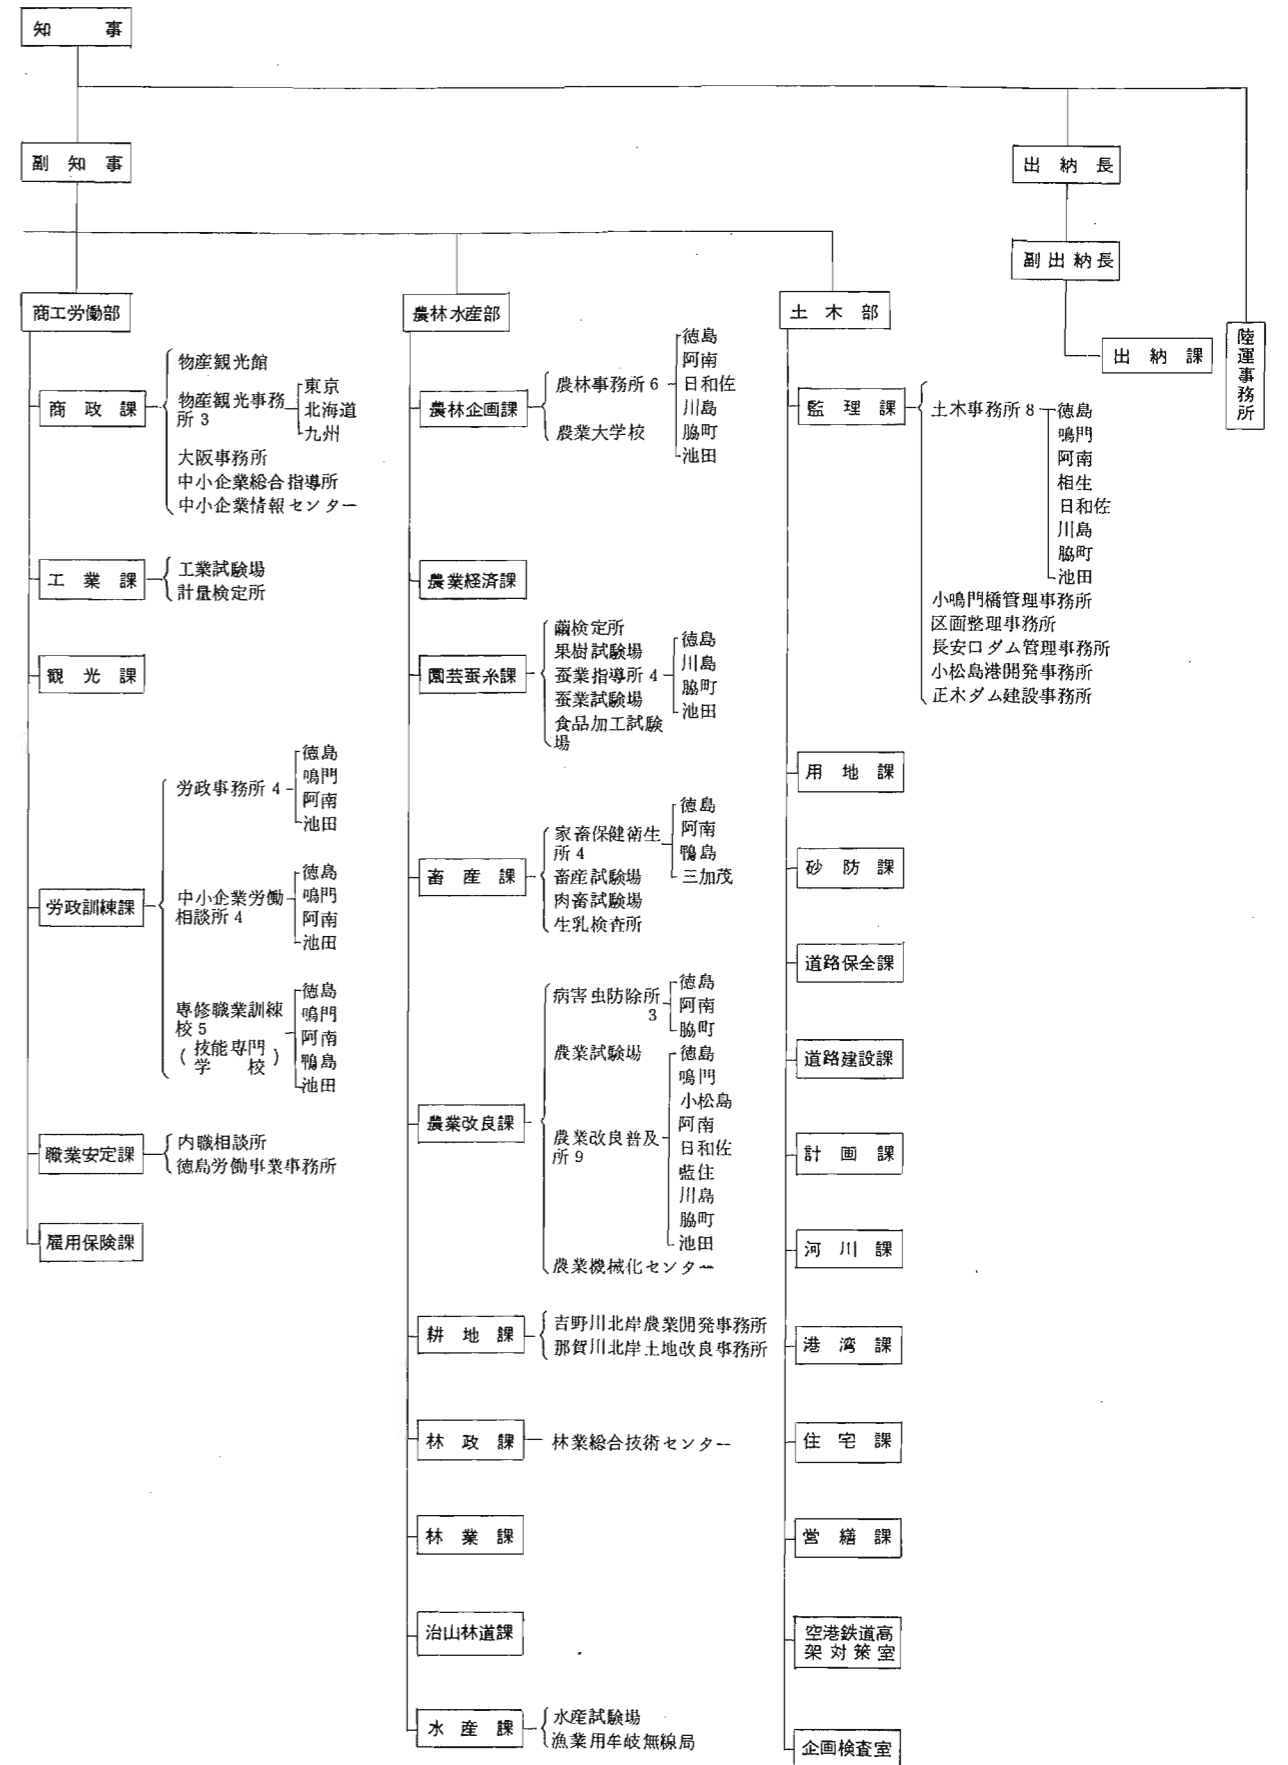 知事
副知事
出納長
副出納長
出納課
陸運事務所
商工労働部
商政課
物産観光館
物産観光事務
所3
東京
北海道
九州
大阪事務所
中小企業総合指導所
中小企業情報センター
工業課
工業試験場
計量検定所
観光課
労政訓練課
労政事務所4
徳島
鳴門
阿南
池田
中小企業労働
相談所4
徳島
鳴門
阿南
池田
専修職業訓練
校5
(技能専門
学校)
徳島
鳴門
阿南
鴨島
池田
職業安定課
内職相談所
徳島労働事業事務所
雇用保険課
農林水産部
農林企画課
農林事務所6
徳島
阿南
日和佐
川島
脇町
池田
農業大学校
農業経済課
園芸蚕糸課
繭検定所
果樹試験場
蚕業指導所4
徳島
川島
脇町
池田
蚕業試験場
食品加工試験
場
畜産課
家畜保健衛生
所4
徳島
阿南
鴨島
三加茂
畜産試験場
肉畜試験場
生乳検査所
農業改良課
病害虫防除所
3
徳島
阿南
脇町
農業試験場
農業改良普及
所9
徳島
鳴門
小松島
阿南
日和佐
藍住
川島
脇町
池田
農業機械化センター
耕地課
吉野川北岸農業開発事務所
那賀川北岸土地改良事務所
林政課
林業総合技術センター
林業課
治山林道課
水産課
水産試験場
漁業用牟岐無線局
土木部
監理課
土木事務所8
徳島
鳴門
阿南
相生
日和佐
川島
脇町
池田
小鳴門橋管理事務所
区画整理事務所
長安口ダム管理事務所
小松島港開発事務所
正木ダム建設事務所
用地課
砂防課
道路保全課
道路建設課
計画課
河川課
港湾課
住宅課
営繕課
空港鉄道高
架対策室
企画検査室